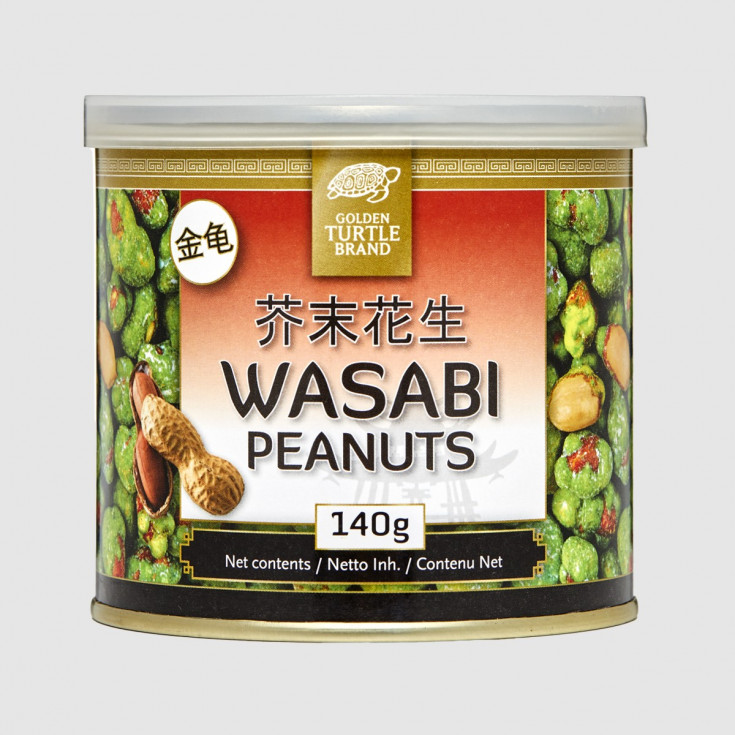 GOLDEN
TURTLE
BRAND
金龟
芥末花生
WASABI
PEANUTS
140g
Net contents / Netto Inh. / Contenu Net